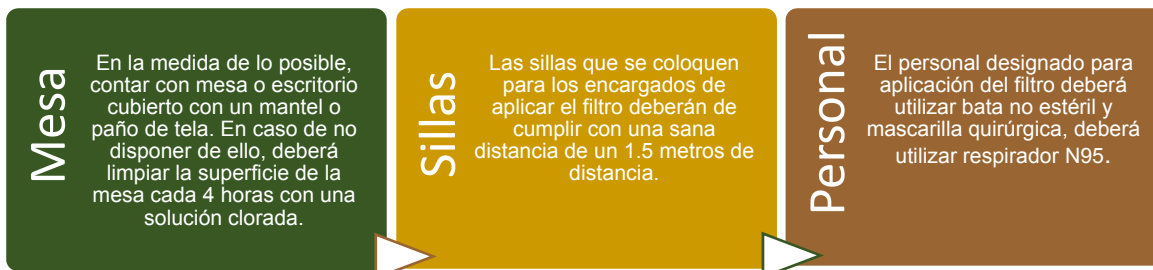 Mesa
En la medida de lo posible,
contar con mesa o escritorio
cubierto con un mantel o
paño de tela. En caso de no
disponer de ello, deberá
limpiar la superficie de la
mesa cada 4 horas con una
solución clorada.
Sillas
Las sillas que se coloquen
para los encargados de
aplicar el filtro deberán de
cumplir con una sana
distancia de un 1.5 metros de
distancia.
Personal
El personal designado para
aplicación del filtro deberá
utilizar bata no estéril y
mascarilla quirúrgica, deberá
utilizar respirador N95.